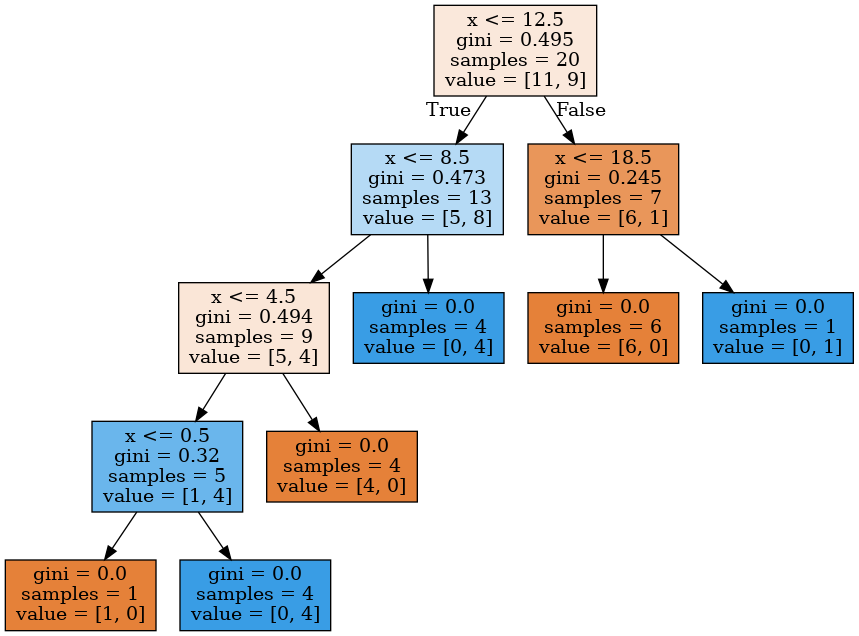 x <= 12.5
gini = 0.495
samples = 20
value = [11, 9]
True
False
x <= 8.5
gini = 0.473
samples = 13
value = [5, 8]
x <= 18.5
gini = 0.245
samples = 7
value = [6, 1]
x <= 4.5
gini = 0.494
samples = 9
value = [5, 4]
gini = 0.0
samples = 4
value = [0, 4]
gini = 0.0
samples = 6
value = [6, 0]
gini = 0.0
samples = 1
value = [0, 1]
x <= 0.5
gini = 0.32
samples = 5
value = [1, 4]
gini = 0.0
samples = 4
value = [4, 0]
gini = 0.0
samples = 1
value = [1, 0]
gini = 0.0
samples = 4
value = [0, 4]